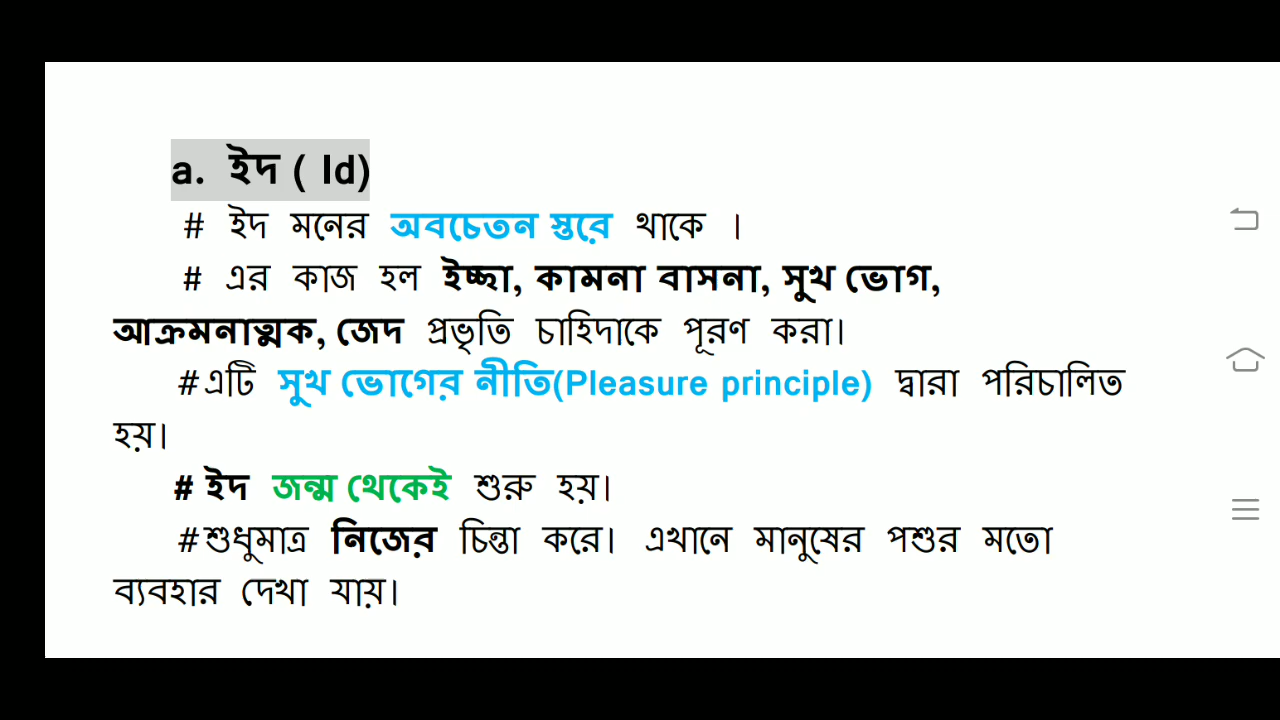 a. ইদ ( Id)
# ইদ মনের অবচেতন স্তরে থাকে ।
# এর কাজ হল ইচ্ছা, কামনা বাসনা, সুখ ভোগ,
আক্রমনাত্মক, জেদ প্রভৃতি চাহিদাকে পূরণ করা।
#এটি সুখ ভোগের নীতি(Pleasure principle) দ্বারা পরিচালিত
হয়।
# ইদ জন্ম থেকেই শুরু হয়।
#শুধুমাত্র নিজের চিন্তা করে। এখানে মানুষের পশুর মতো
ব্যবহার দেখা যায়।